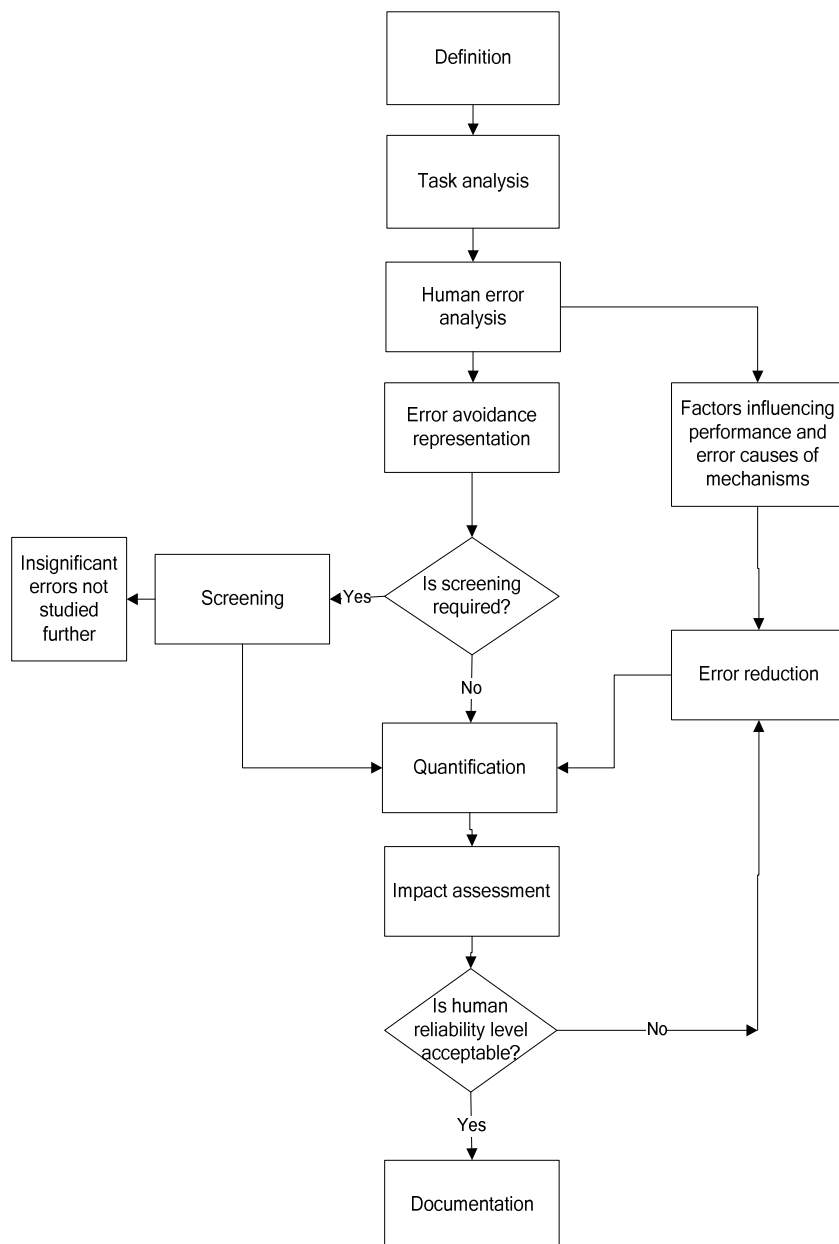 Definition
Task analysis
Human error
analysis
Error avoidance
representation
Factors influencing
performance and
error causes of
mechanisms
Insignificant
errors not
studied
further
Screening
Yes
Is screening
required?
No
Error reduction
Quantification
Impact assessment
Is human
reliability level
acceptable?
No
Yes
Documentation